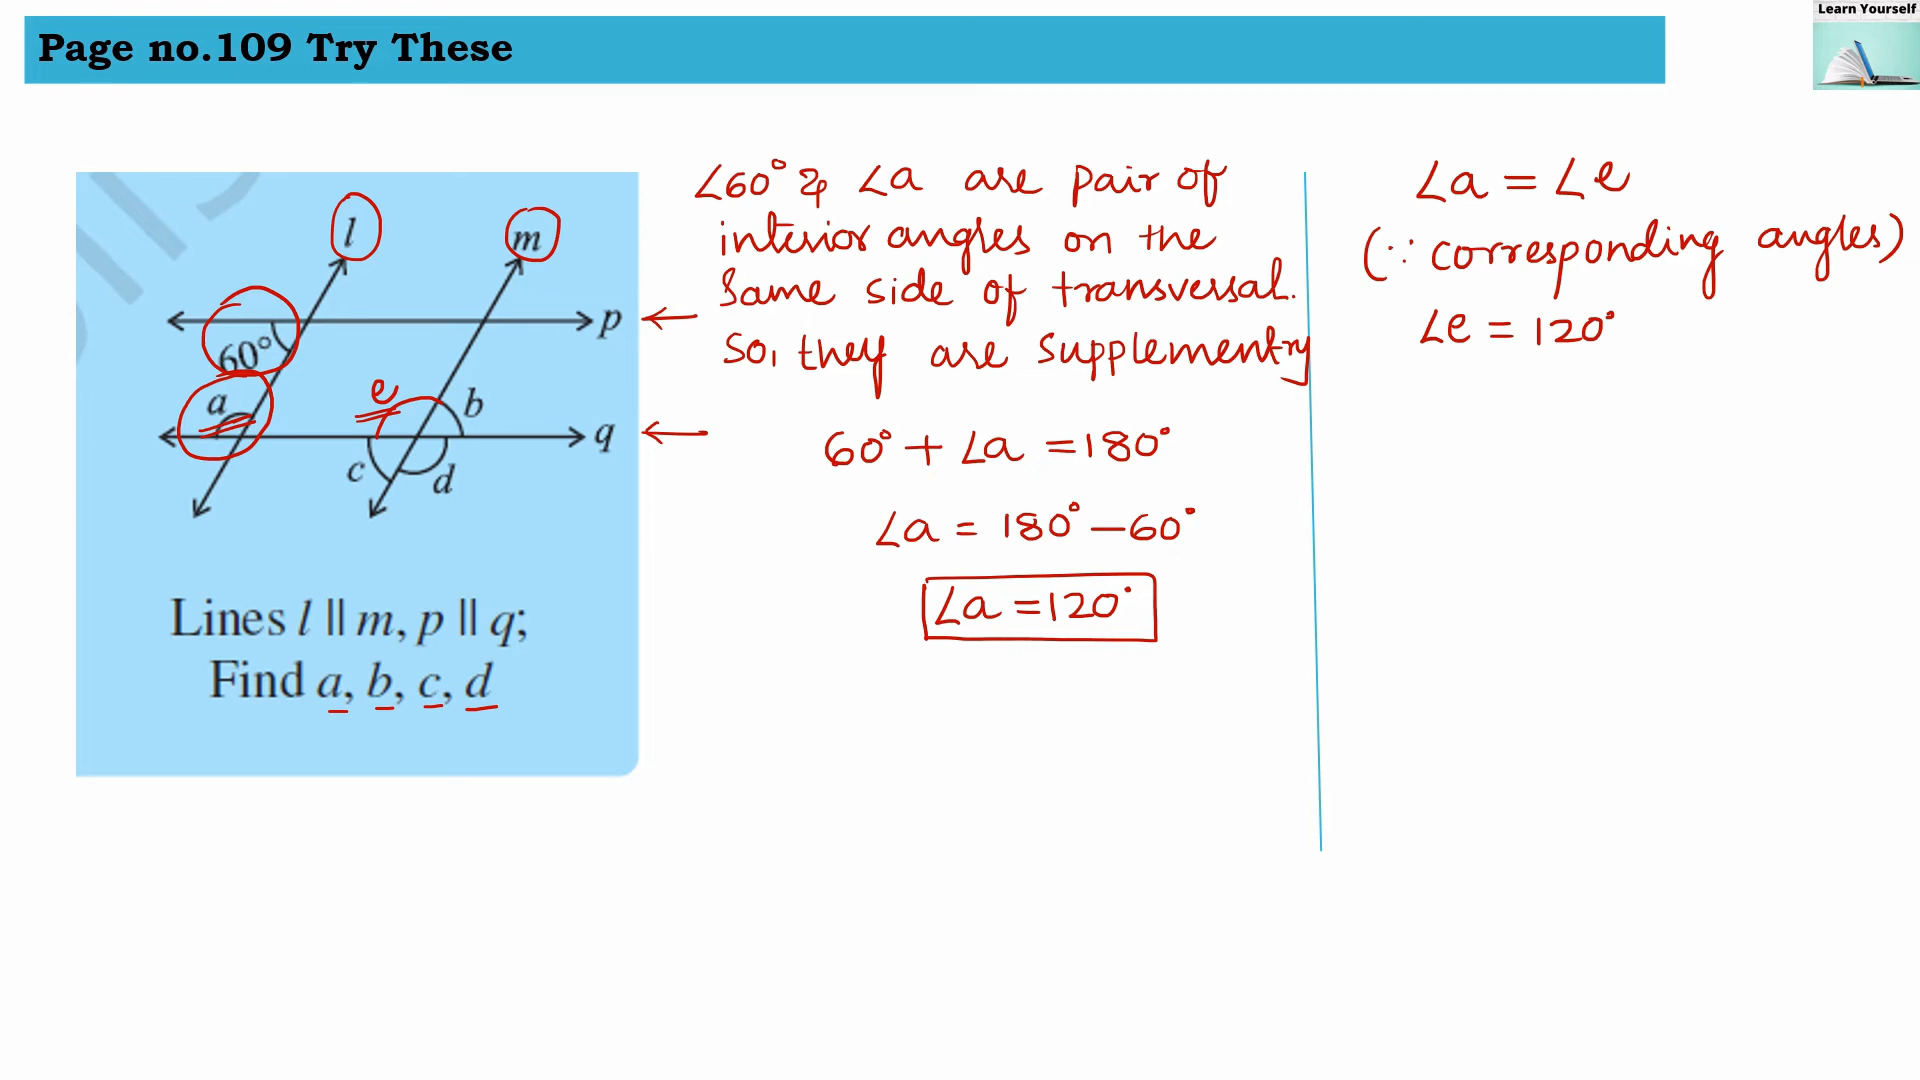 Learn Yourself
Page no.109 Try These
l
m
60°
p
a
e
b
q
c
d
Lines l || m, p || q;
Find a, b, c, d
∠60° & ∠a are pair of
interior angles on the
Same side of transversal.
So, they are supplementry
60° + ∠a = 180°
∠a = 180° - 60°
∠a = 120°
∠a = ∠e
(∵ corresponding angles)
∠e = 120°